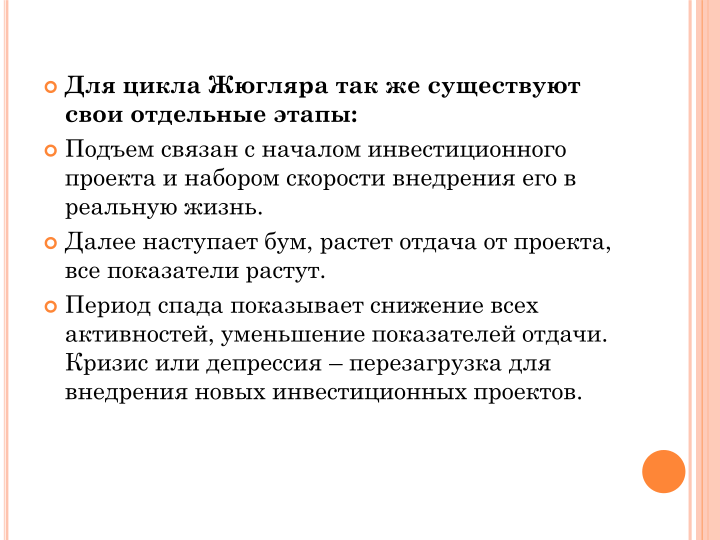 Для цикла Жюгляра так же существуют
свои отдельные этапы:
Подъем связан с началом инвестиционного
проекта и набором скорости внедрения его в
реальную жизнь.
Далее наступает бум, растет отдача от проекта,
все показатели растут.
Период спада показывает снижение всех
активностей, уменьшение показателей отдачи.
Кризис или депрессия – перезагрузка для
внедрения новых инвестиционных проектов.